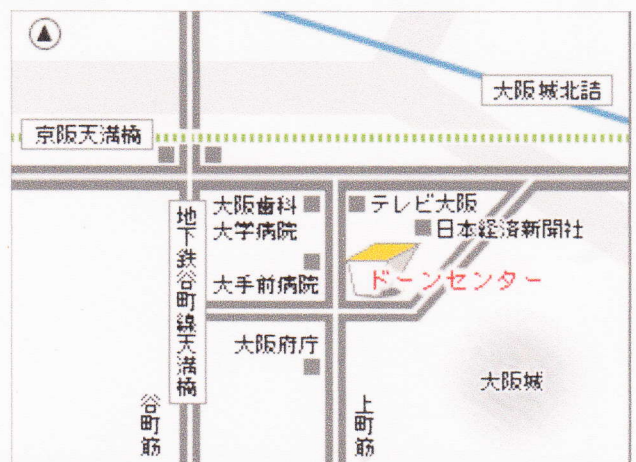 大阪城北詰
京阪天満橋
大阪歯科
大学病院
テレビ大阪
日本経済新聞社
地下鉄谷町線天満橋
大手前病院
ドーンセンター
大阪府庁
大阪城
谷町筋
上町筋